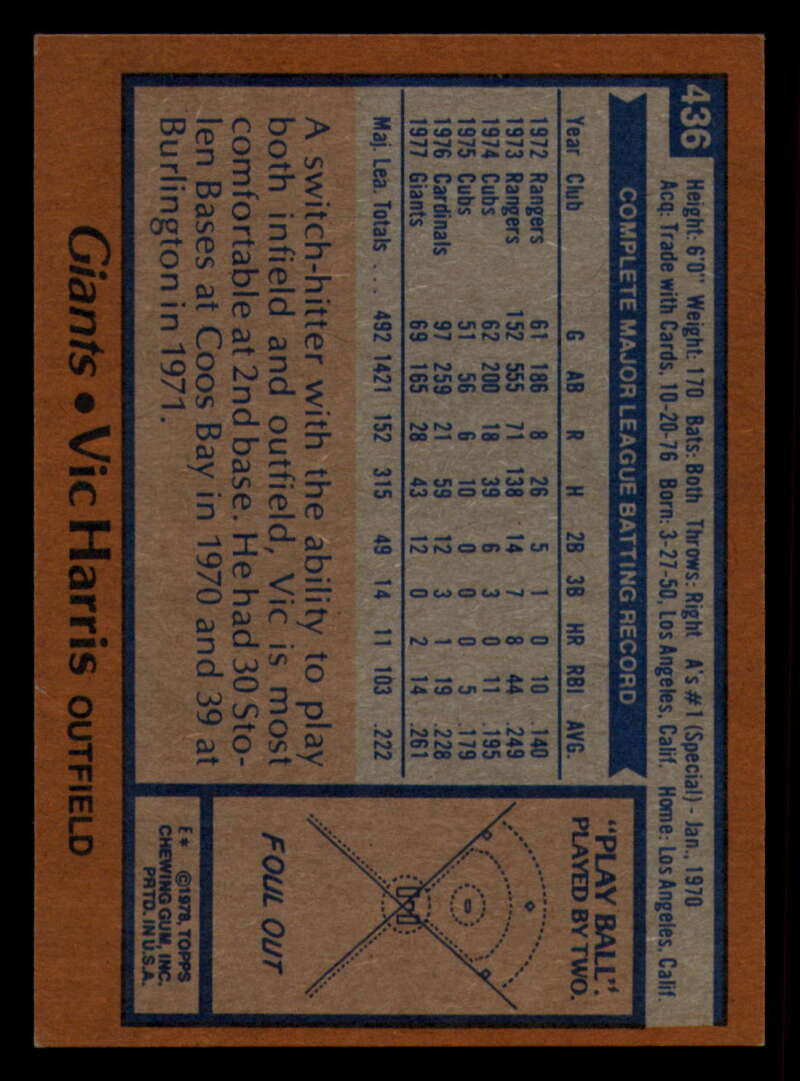 436
Height: 6'0" Weight: 170 Bats: Both Throws: Right A's #1 (Special) - Jan., 1970
Acq: Trade with Cards, 10-20-76 Born: 3-27-50, Los Angeles, Calif. Home: Los Angeles, Calif.
COMPLETE MAJOR LEAGUE BATTING RECORD
Year Club G AB R H 2B 3B HR RBI AVG.
1972 Rangers 61 186 8 26 5 1 0 10 .140
1973 Rangers 152 555 71 138 14 7 8 44 .249
1974 Cubs 62 200 18 39 6 3 0 11 .195
1975 Cubs 51 56 6 10 0 0 0 5 .179
1976 Cardinals 97 259 21 59 12 3 1 19 .228
1977 Giants 69 165 28 43 12 0 2 14 .261
Maj. Lea. Totals . . . 492 1421 152 315 49 14 11 103 .222
A switch-hitter with the ability to play
both infield and outfield, Vic is most
comfortable at 2nd base. He had 30 Sto-
len Bases at Coos Bay in 1970 and 39 at
Burlington in 1971.
"PLAY BALL":
PLAYED BY TWO.
FOUL OUT
E* ©1978, TOPPS
CHEWING GUM, INC.
PRTD. IN U.S.A.
Giants • Vic Harris OUTFIELD